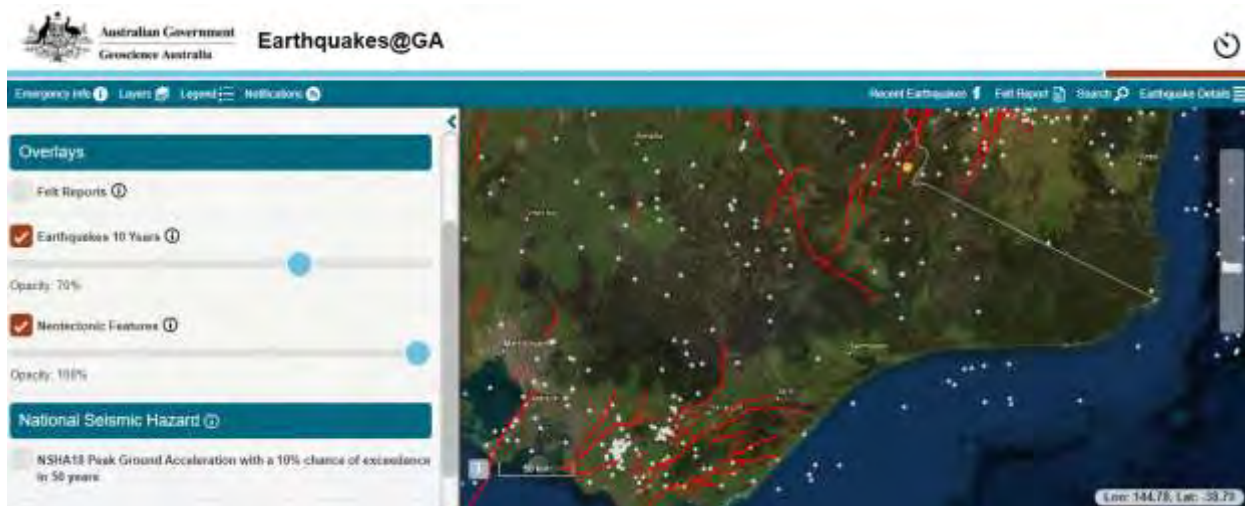 Australian Government
Geoscience Australia
Earthquakes@GA
Emergency Info
Layers
Legend
Notifications
Recent Earthquakes
Felt Report
Search
Earthquake Details
Overlays
Felt Reports
Earthquakes 10 Years
Opacity: 70%
Neotectonic Features
Opacity: 100%
National Seismic Hazard
NSHA18 Peak Ground Acceleration with a 10% chance of exceedance
in 50 years
50 km
Lon: 144.78, Lat: -38.79